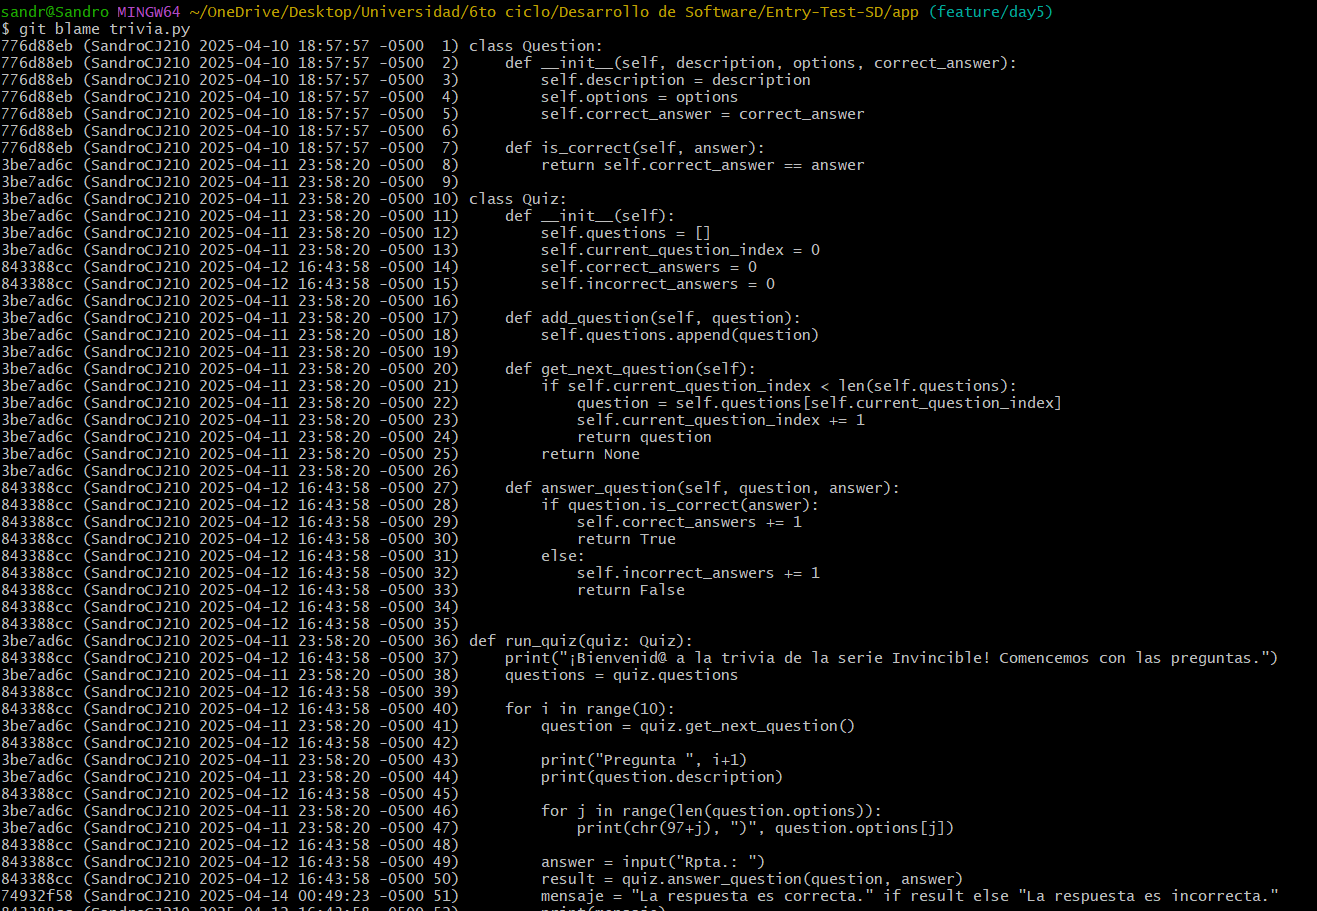 sandr@Sandro MINGW64 ~/OneDrive/Desktop/Universidad/6to ciclo/Desarrollo de Software/Entry-Test-SD/app (feature/day5)
$ git blame trivia.py
776d88eb (SandroCJ210 2025-04-10 18:57:57 -0500  1) class Question:
776d88eb (SandroCJ210 2025-04-10 18:57:57 -0500  2)     def __init__(self, description, options, correct_answer):
776d88eb (SandroCJ210 2025-04-10 18:57:57 -0500  3)         self.description = description
776d88eb (SandroCJ210 2025-04-10 18:57:57 -0500  4)         self.options = options
776d88eb (SandroCJ210 2025-04-10 18:57:57 -0500  5)         self.correct_answer = correct_answer
776d88eb (SandroCJ210 2025-04-10 18:57:57 -0500  6)
776d88eb (SandroCJ210 2025-04-10 18:57:57 -0500  7)     def is_correct(self, answer):
3be7ad6c (SandroCJ210 2025-04-11 23:58:20 -0500  8)         return self.correct_answer == answer
3be7ad6c (SandroCJ210 2025-04-11 23:58:20 -0500  9)
3be7ad6c (SandroCJ210 2025-04-11 23:58:20 -0500 10) class Quiz:
3be7ad6c (SandroCJ210 2025-04-11 23:58:20 -0500 11)     def __init__(self):
3be7ad6c (SandroCJ210 2025-04-11 23:58:20 -0500 12)         self.questions = []
3be7ad6c (SandroCJ210 2025-04-11 23:58:20 -0500 13)         self.current_question_index = 0
843388cc (SandroCJ210 2025-04-12 16:43:58 -0500 14)         self.correct_answers = 0
843388cc (SandroCJ210 2025-04-12 16:43:58 -0500 15)         self.incorrect_answers = 0
3be7ad6c (SandroCJ210 2025-04-11 23:58:20 -0500 16)
3be7ad6c (SandroCJ210 2025-04-11 23:58:20 -0500 17)     def add_question(self, question):
3be7ad6c (SandroCJ210 2025-04-11 23:58:20 -0500 18)         self.questions.append(question)
3be7ad6c (SandroCJ210 2025-04-11 23:58:20 -0500 19)
3be7ad6c (SandroCJ210 2025-04-11 23:58:20 -0500 20)     def get_next_question(self):
3be7ad6c (SandroCJ210 2025-04-11 23:58:20 -0500 21)         if self.current_question_index < len(self.questions):
3be7ad6c (SandroCJ210 2025-04-11 23:58:20 -0500 22)             question = self.questions[self.current_question_index]
3be7ad6c (SandroCJ210 2025-04-11 23:58:20 -0500 23)             self.current_question_index += 1
3be7ad6c (SandroCJ210 2025-04-11 23:58:20 -0500 24)             return question
3be7ad6c (SandroCJ210 2025-04-11 23:58:20 -0500 25)         return None
3be7ad6c (SandroCJ210 2025-04-11 23:58:20 -0500 26)
843388cc (SandroCJ210 2025-04-12 16:43:58 -0500 27)     def answer_question(self, question, answer):
843388cc (SandroCJ210 2025-04-12 16:43:58 -0500 28)         if question.is_correct(answer):
843388cc (SandroCJ210 2025-04-12 16:43:58 -0500 29)             self.correct_answers += 1
843388cc (SandroCJ210 2025-04-12 16:43:58 -0500 30)             return True
843388cc (SandroCJ210 2025-04-12 16:43:58 -0500 31)         else:
843388cc (SandroCJ210 2025-04-12 16:43:58 -0500 32)             self.incorrect_answers += 1
843388cc (SandroCJ210 2025-04-12 16:43:58 -0500 33)             return False
843388cc (SandroCJ210 2025-04-12 16:43:58 -0500 34)
843388cc (SandroCJ210 2025-04-12 16:43:58 -0500 35)
3be7ad6c (SandroCJ210 2025-04-11 23:58:20 -0500 36) def run_quiz(quiz: Quiz):
843388cc (SandroCJ210 2025-04-12 16:43:58 -0500 37)     print("¡Bienvenid@ a la trivia de la serie Invincible! Comencemos con las preguntas.")
3be7ad6c (SandroCJ210 2025-04-11 23:58:20 -0500 38)     questions = quiz.questions
843388cc (SandroCJ210 2025-04-12 16:43:58 -0500 39)
843388cc (SandroCJ210 2025-04-12 16:43:58 -0500 40)     for i in range(10):
3be7ad6c (SandroCJ210 2025-04-11 23:58:20 -0500 41)         question = quiz.get_next_question()
843388cc (SandroCJ210 2025-04-12 16:43:58 -0500 42)
3be7ad6c (SandroCJ210 2025-04-11 23:58:20 -0500 43)         print("Pregunta ", i+1)
3be7ad6c (SandroCJ210 2025-04-11 23:58:20 -0500 44)         print(question.description)
843388cc (SandroCJ210 2025-04-12 16:43:58 -0500 45)
3be7ad6c (SandroCJ210 2025-04-11 23:58:20 -0500 46)         for j in range(len(question.options)):
3be7ad6c (SandroCJ210 2025-04-11 23:58:20 -0500 47)             print(chr(97+j), ")", question.options[j])
843388cc (SandroCJ210 2025-04-12 16:43:58 -0500 48)
843388cc (SandroCJ210 2025-04-12 16:43:58 -0500 49)         answer = input("Rpta.: ")
843388cc (SandroCJ210 2025-04-12 16:43:58 -0500 50)         result = quiz.answer_question(question, answer)
74932f58 (SandroCJ210 2025-04-14 00:49:23 -0500 51)         mensaje = "La respuesta es correcta." if result else "La respuesta es incorrecta."